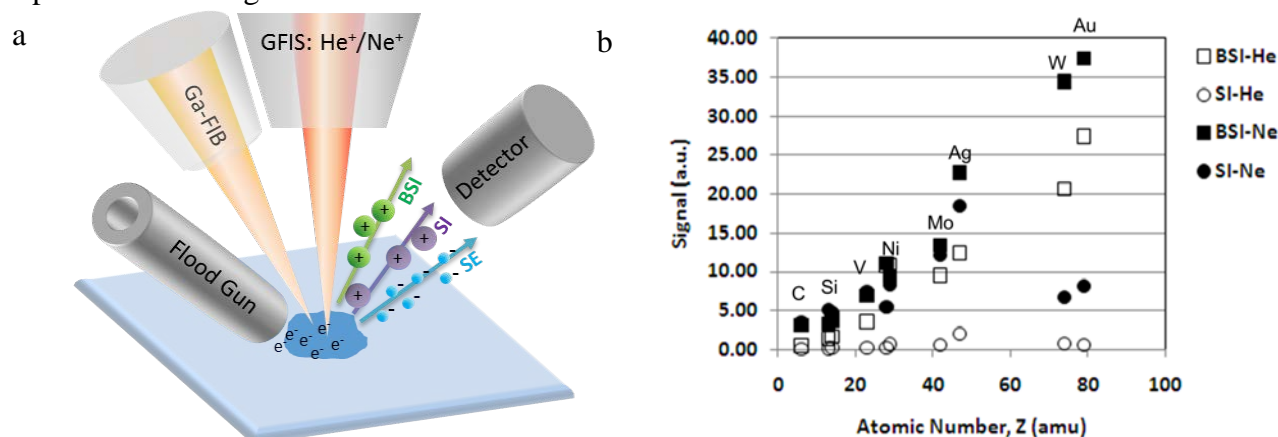 a
GFIS: He⁺/Ne⁺
Ga-FIB
Flood Gun
Detector
BSI
SI
SE
+
+
+
+
+
+
+
-
-
-
-
-
-
-
-
e⁻
e⁻
e⁻
e⁻
e⁻
e⁻
b
40.00
35.00
30.00
25.00
20.00
15.00
10.00
5.00
0.00
Signal (a.u.)
0 20 40 60 80 100
Atomic Number, Z (amu)
C
Si
V
Ni
Mo
Ag
W
Au
BSI-He
SI-He
BSI-Ne
SI-Ne